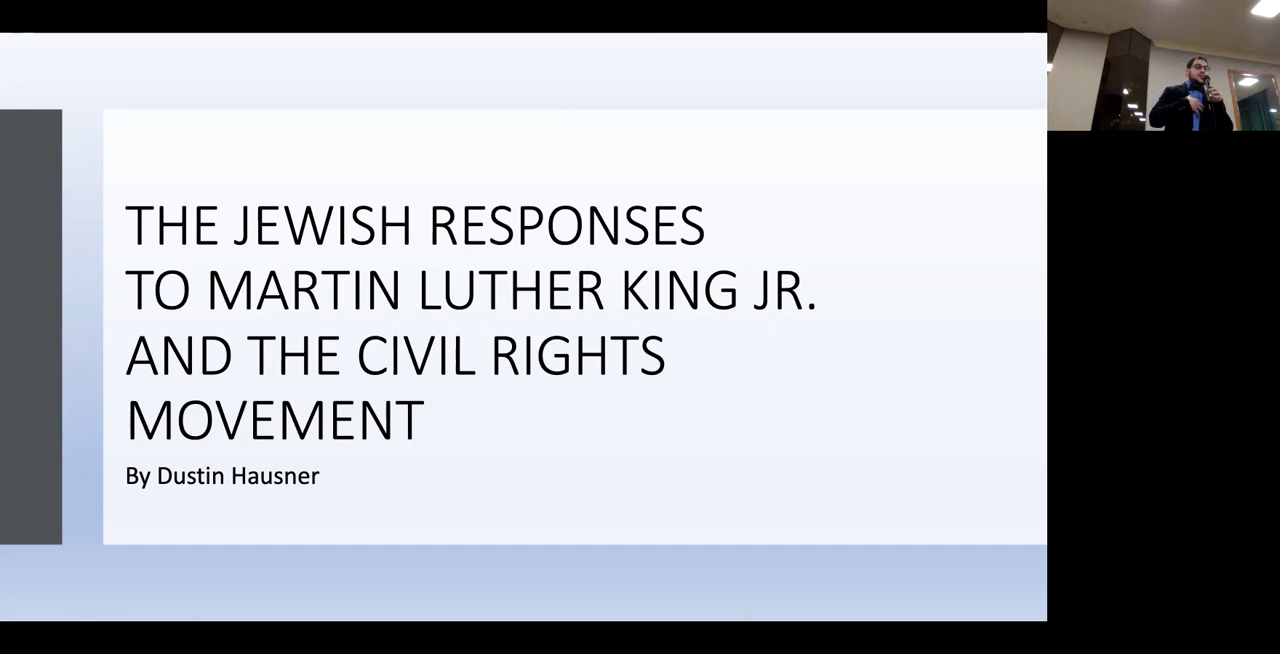 THE JEWISH RESPONSES
TO MARTIN LUTHER KING JR.
AND THE CIVIL RIGHTS
MOVEMENT
By Dustin Hausner